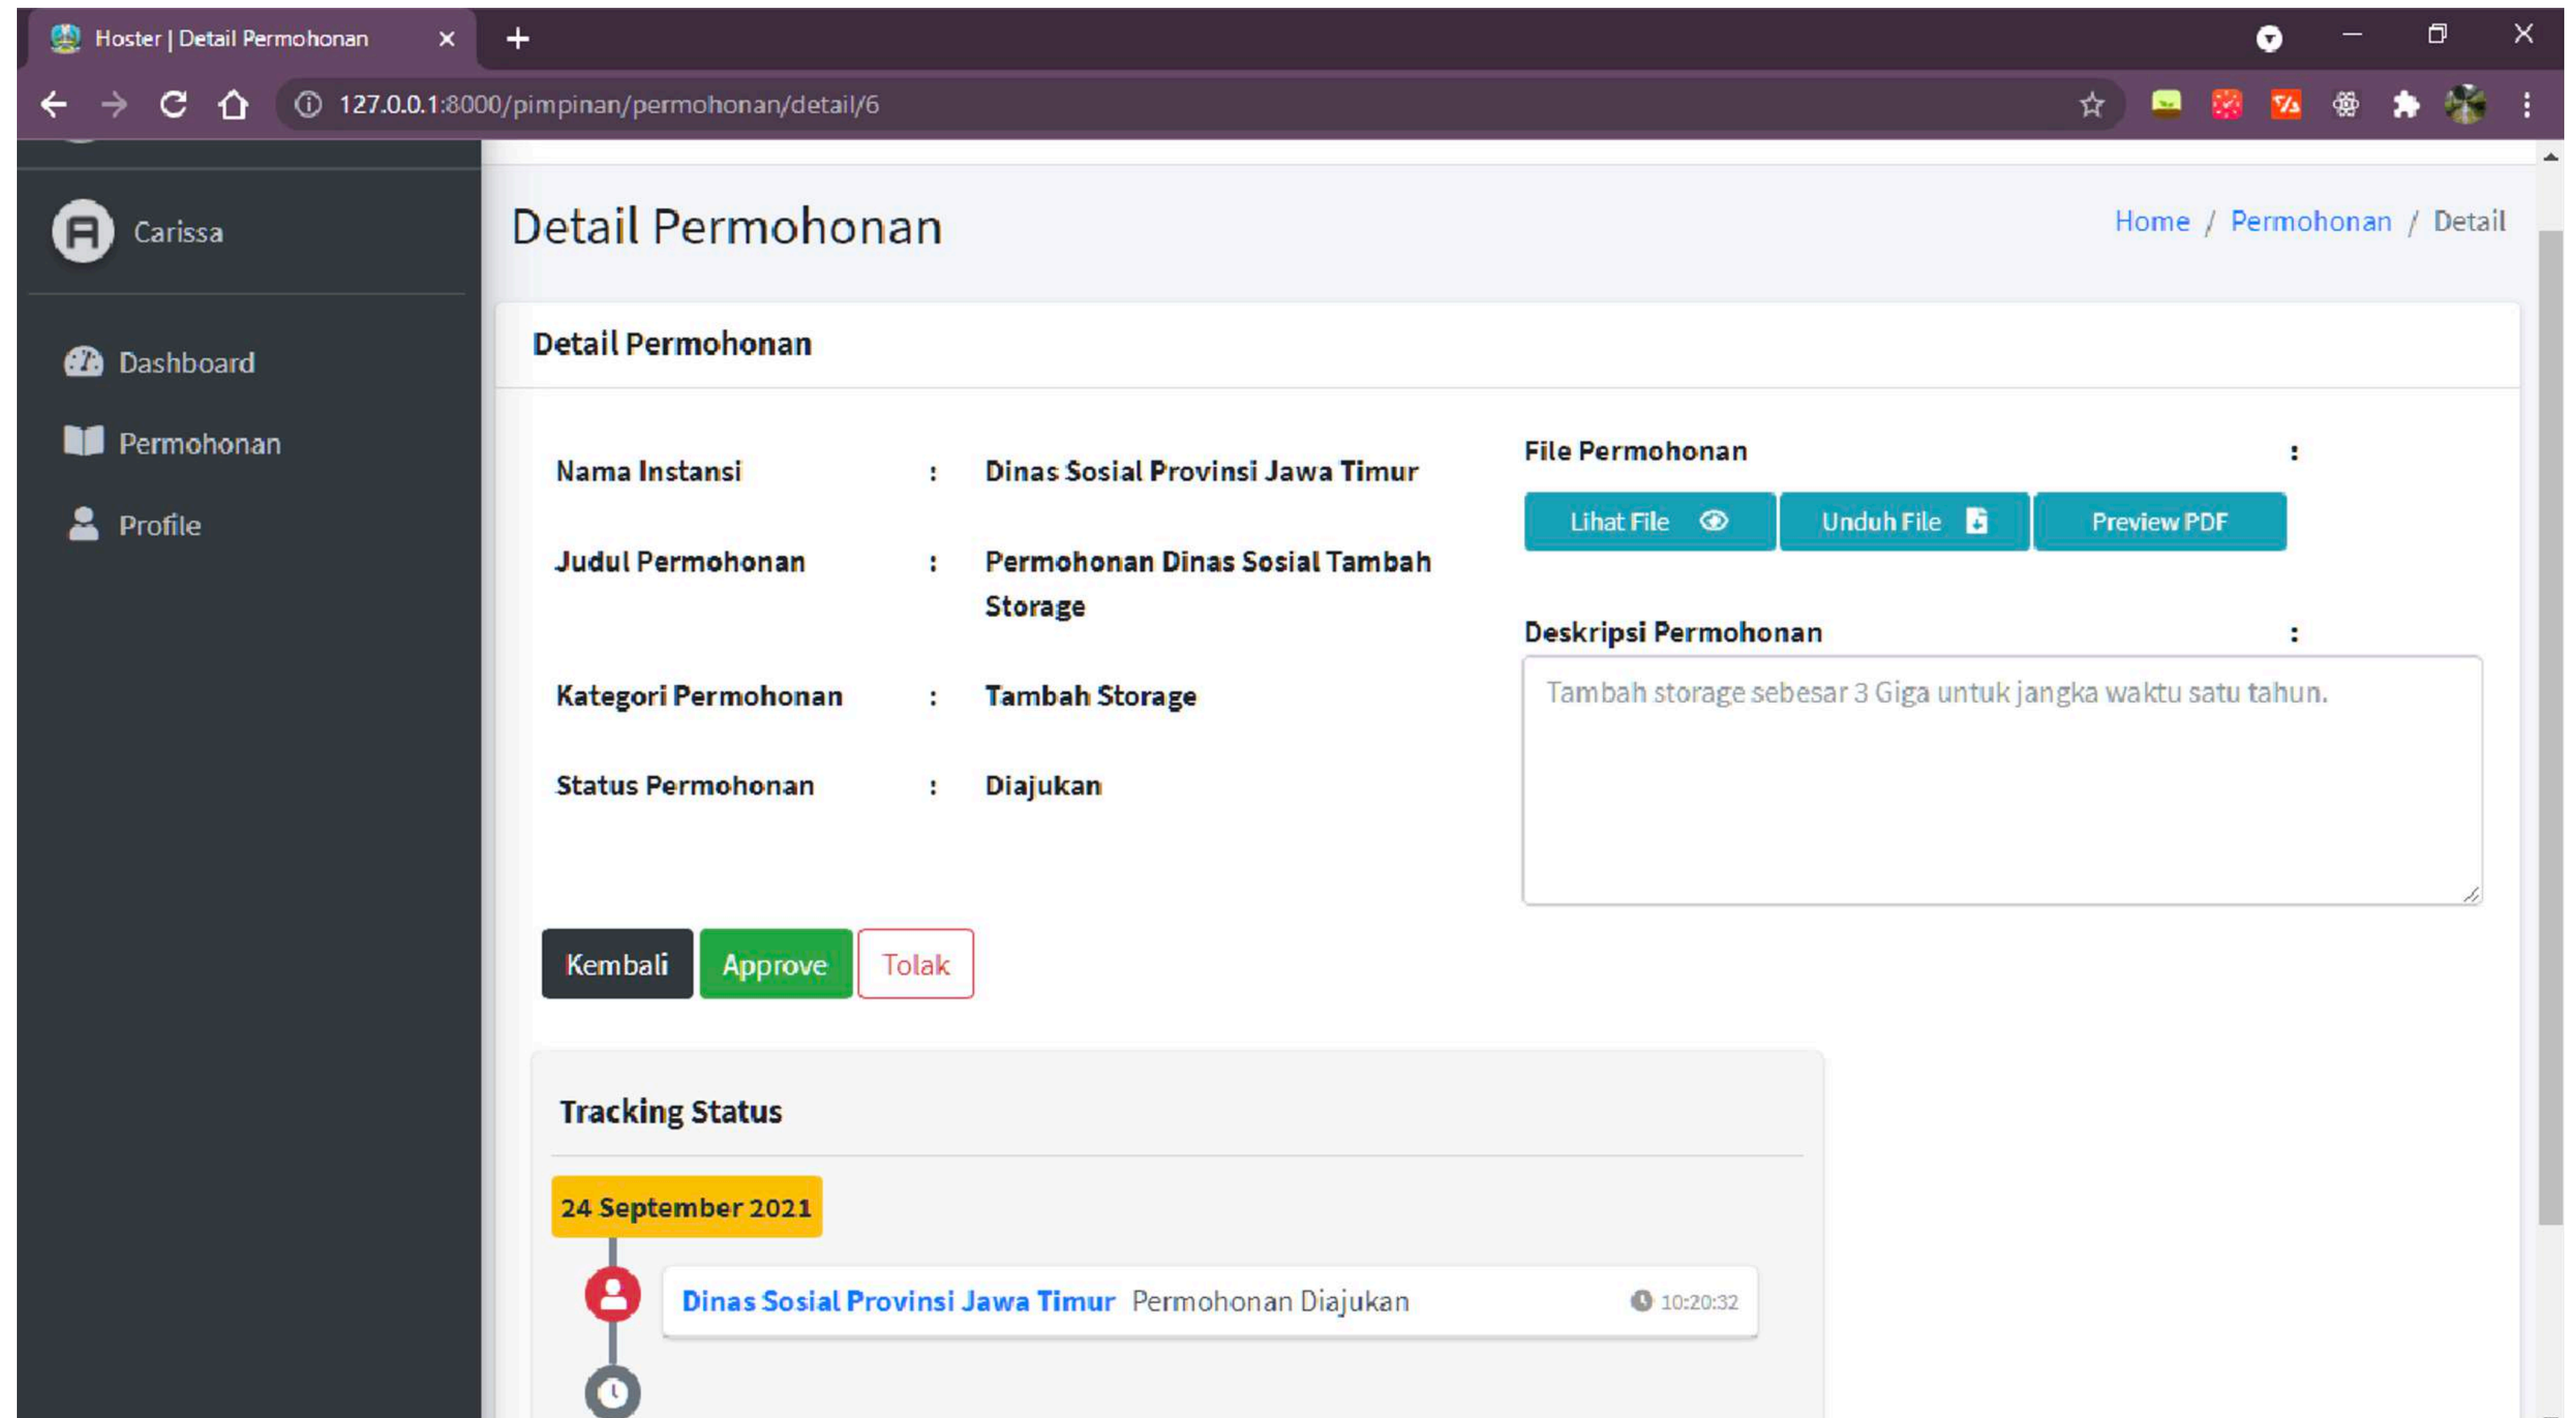 Hoster | Detail Permohonan
127.0.0.1:8000/pimpinan/permohonan/detail/6
Carissa
Dashboard
Permohonan
Profile
Detail Permohonan
Home / Permohonan / Detail
Detail Permohonan
Nama Instansi : Dinas Sosial Provinsi Jawa Timur
Judul Permohonan : Permohonan Dinas Sosial Tambah
Storage
Kategori Permohonan : Tambah Storage
Status Permohonan : Diajukan
File Permohonan :
Lihat File Unduh File Preview PDF
Deskripsi Permohonan :
Tambah storage sebesar 3 Giga untuk jangka waktu satu tahun.
Kembali Approve Tolak
Tracking Status
24 September 2021
Dinas Sosial Provinsi Jawa Timur Permohonan Diajukan 10:20:32